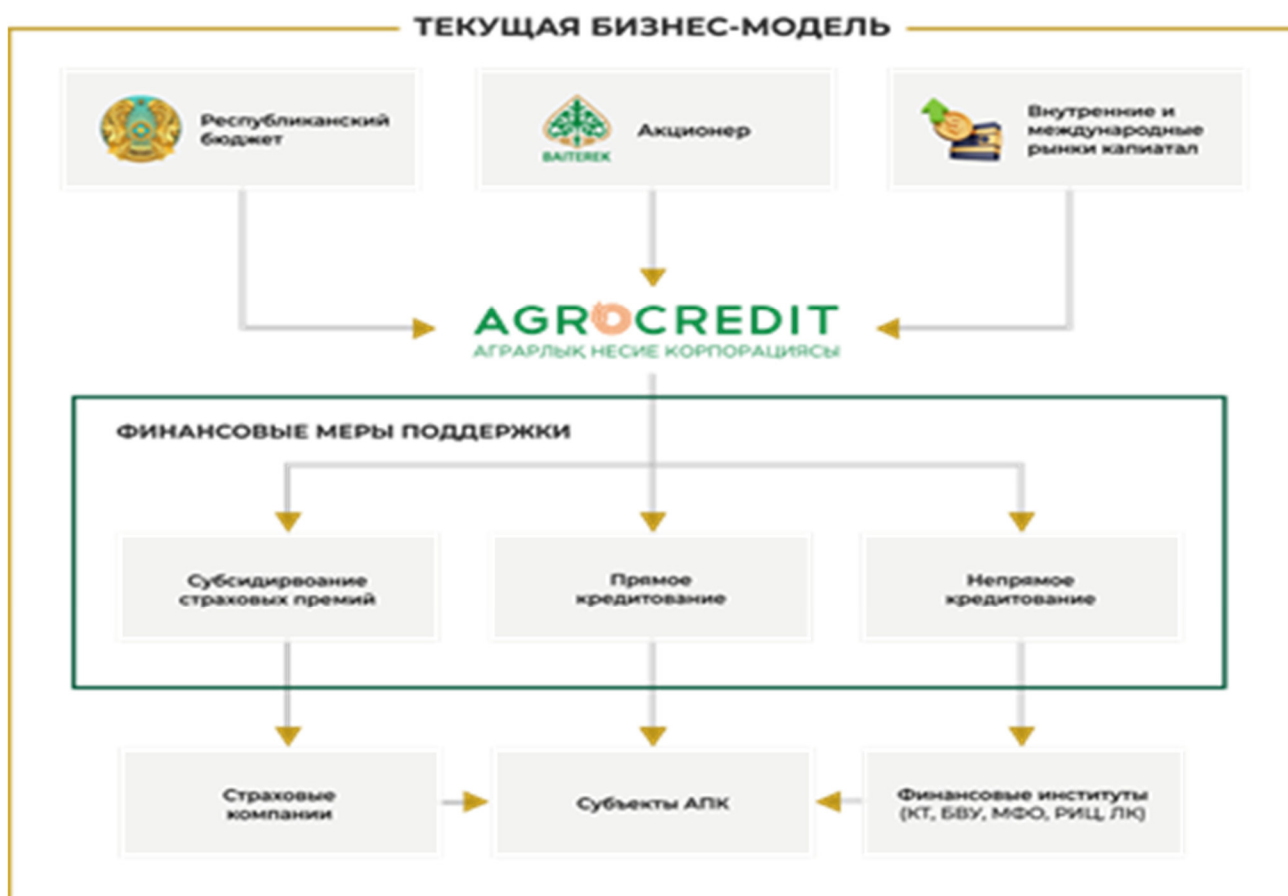 ТЕКУЩАЯ БИЗНЕС-МОДЕЛЬ
Республиканский
бюджет
BAITEREK
Акционер
Внутренние и
международные
рынки капиатал
AGROCREDIT
АГРАРЛЫҚ НЕСИЕ КОРПОРАЦИЯСЫ
ФИНАНСОВЫЕ МЕРЫ ПОДДЕРЖКИ
Субсидирвоание
страховых премий
Прямое
кредитование
Непрямое
кредитование
Страховые
компании
Субъекты АПК
Финансовые институты
(КТ, БВУ, МФО, РИЦ, ЛК)